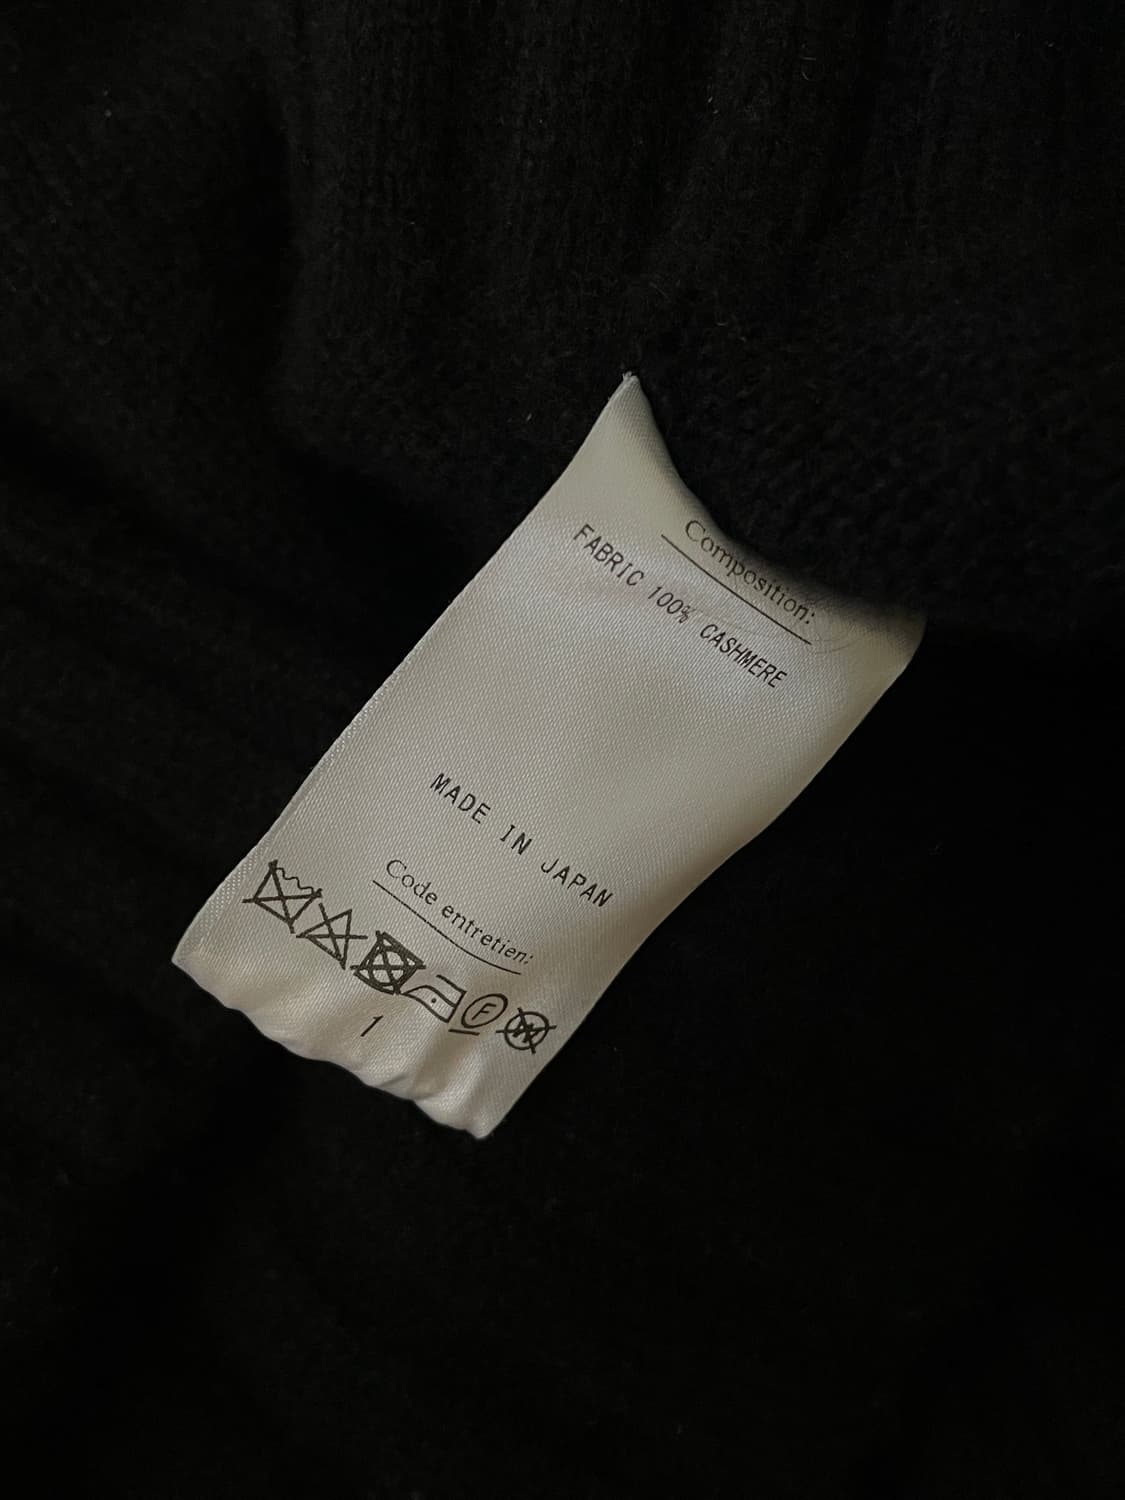 Composition:
FABRIC 100% CASHMERE
MADE IN JAPAN
Code entretien:
F W
1